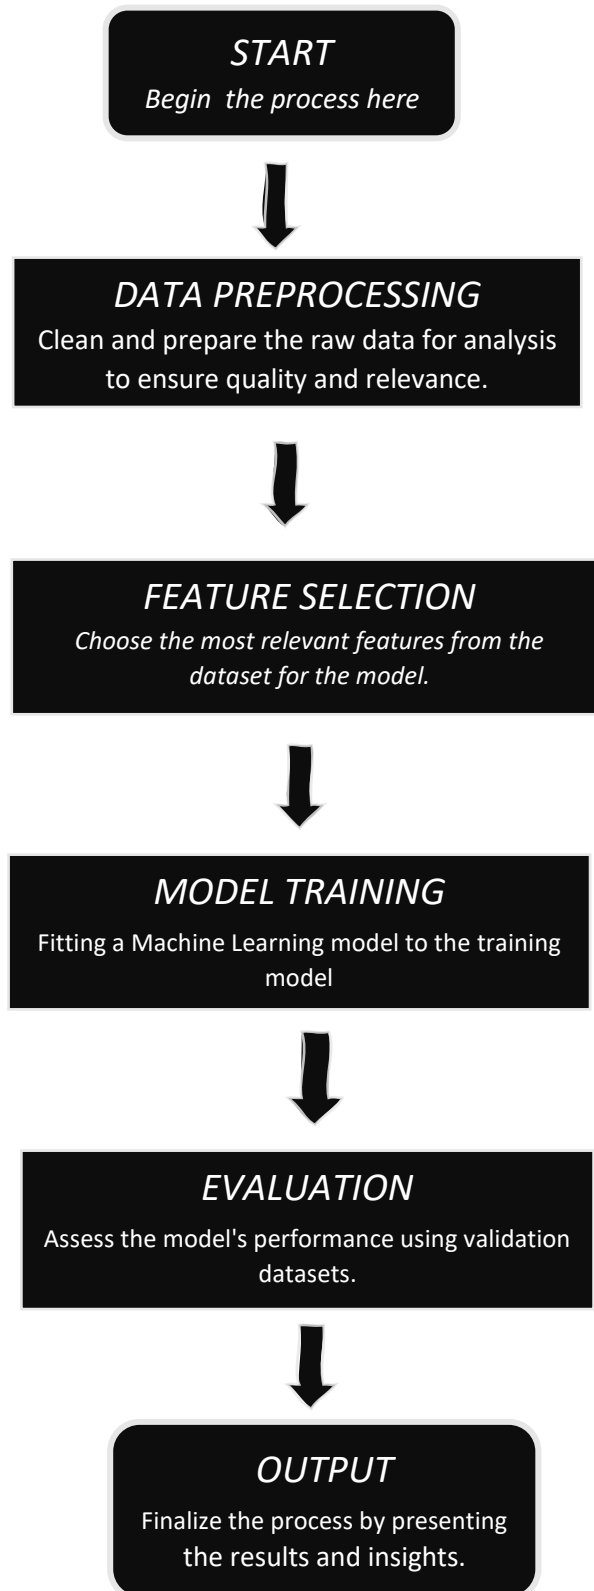 START
Begin the process here
DATA PREPROCESSING
Clean and prepare the raw data for analysis
to ensure quality and relevance.
FEATURE SELECTION
Choose the most relevant features from the
dataset for the model.
MODEL TRAINING
Fitting a Machine Learning model to the training
model
EVALUATION
Assess the model's performance using validation
datasets.
OUTPUT
Finalize the process by presenting
the results and insights.